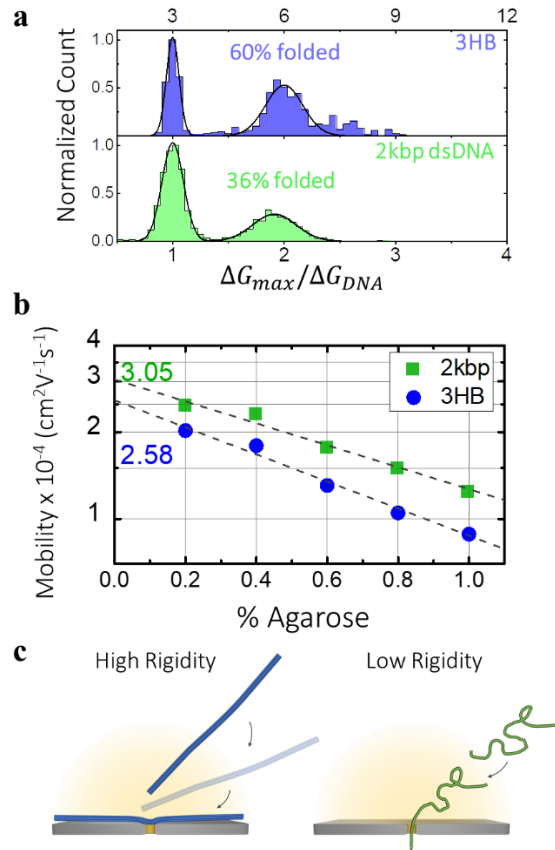 a
3 6 9 12
3HB
60% folded
1.0
0.5
2kbp dsDNA
36% folded
1.0
0.5
0.0
Normalized Count
1 2 3 4
ΔG_max/ΔG_DNA
b
4
3
2
1
3.05
2.58
2kbp
3HB
Mobility x 10⁻⁴ (cm²V⁻¹s⁻¹)
0.0 0.2 0.4 0.6 0.8 1.0
% Agarose
c
High Rigidity
Low Rigidity